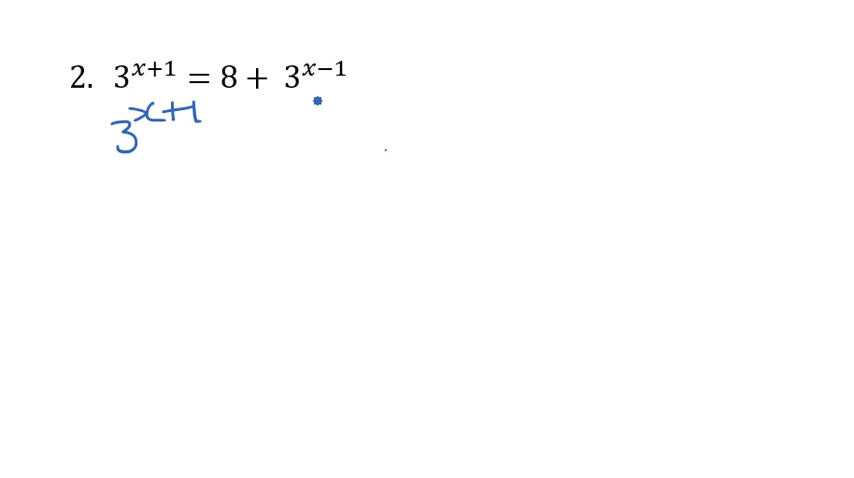 2. 3^{x+1} = 8 + 3^{x−1}
3^{x+1}